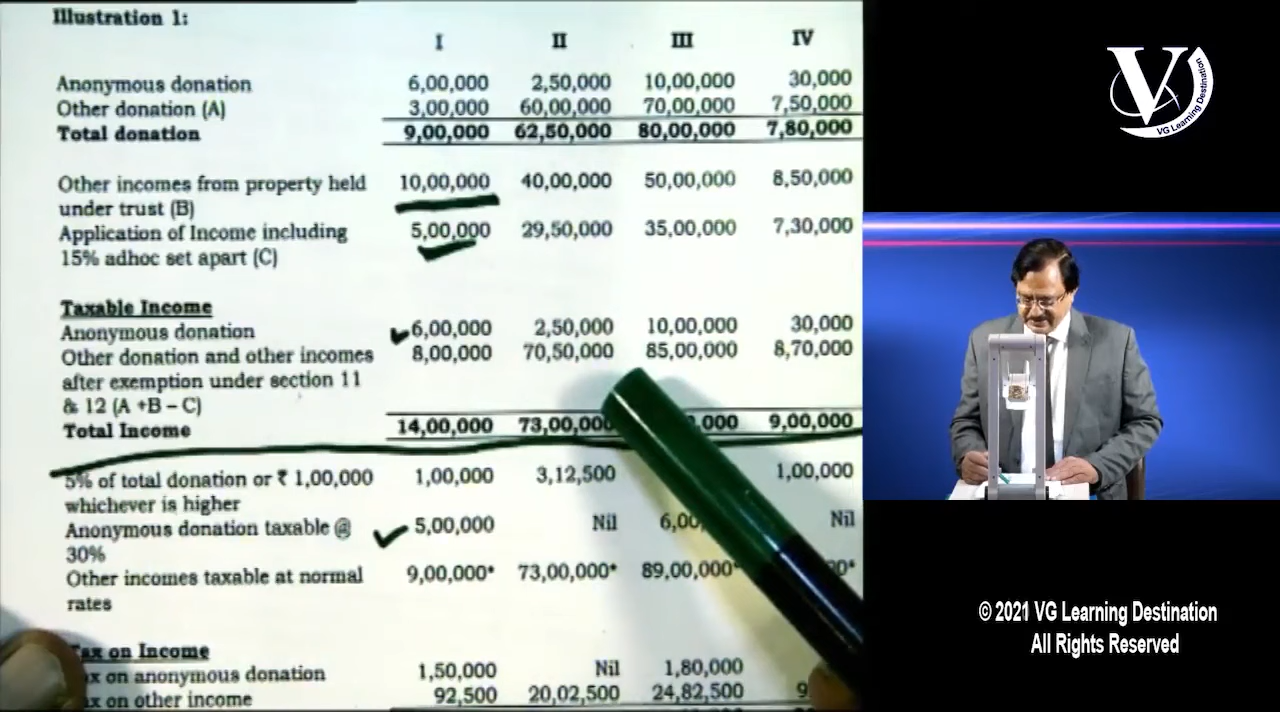 Illustration 1:
I II III IV
Anonymous donation 6,00,000 2,50,000 10,00,000 30,000
Other donation (A) 3,00,000 60,00,000 70,00,000 7,50,000
Total donation 9,00,000 62,50,000 80,00,000 7,80,000
Other incomes from property held 10,00,000 40,00,000 50,00,000 8,50,000
under trust (B)
Application of Income including 5,00,000 29,50,000 35,00,000 7,30,000
15% adhoc set apart (C)
Taxable Income
Anonymous donation 6,00,000 2,50,000 10,00,000 30,000
Other donation and other incomes 8,00,000 70,50,000 85,00,000 8,70,000
after exemption under section 11
& 12 (A +B – C)
Total Income 14,00,000 73,00,000 ,000 9,00,000
5% of total donation or ₹ 1,00,000 1,00,000 3,12,500 1,00,000
whichever is higher
Anonymous donation taxable @ 5,00,000 Nil 6,00, Nil
30%
Other incomes taxable at normal 9,00,000* 73,00,000* 89,00,000* 00*
rates
Tax on Income
ax on anonymous donation 1,50,000 Nil 1,80,000
ax on other income 92,500 20,02,500 24,82,500 9
V
VG Learning Destination
© 2021 VG Learning Destination
All Rights Reserved